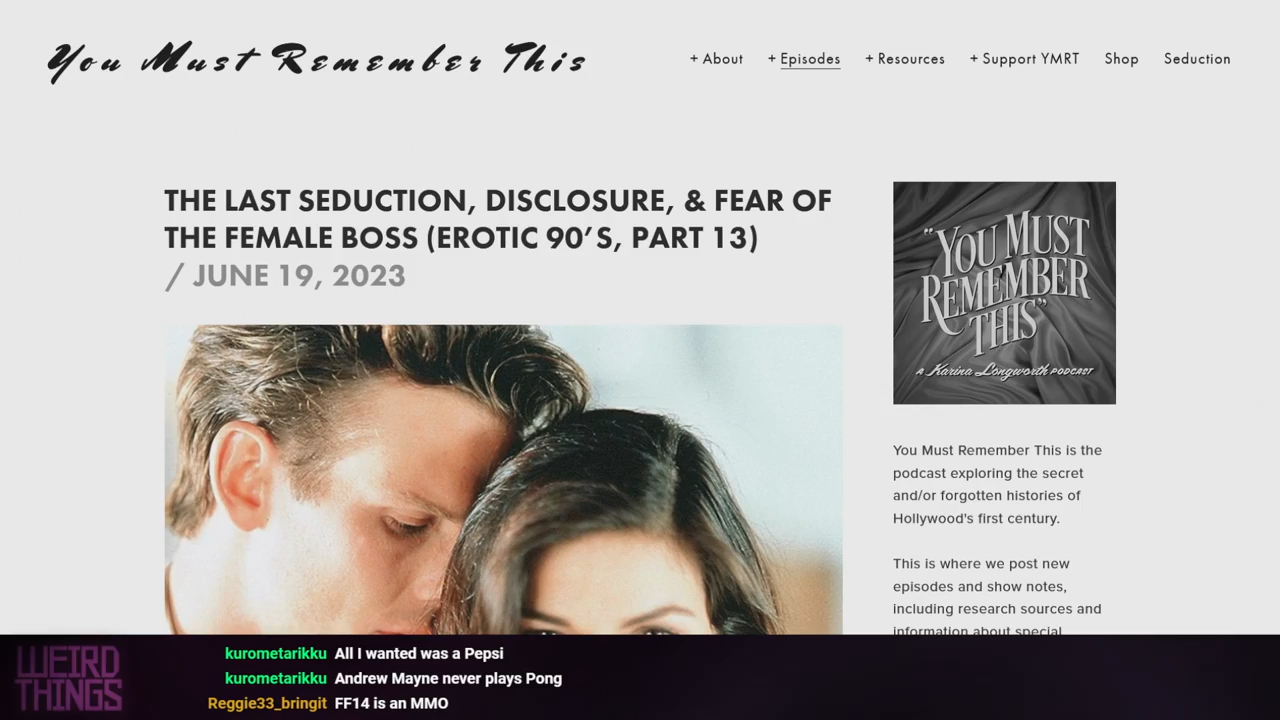 You Must Remember This
+ About + Episodes + Resources + Support YMRT Shop Seduction
THE LAST SEDUCTION, DISCLOSURE, & FEAR OF
THE FEMALE BOSS (EROTIC 90'S, PART 13)
/ JUNE 19, 2023
"YOU MUST
REMEMBER
THIS"
A Karina Longworth PODCAST
You Must Remember This is the
podcast exploring the secret
and/or forgotten histories of
Hollywood's first century.
This is where we post new
episodes and show notes,
including research sources and
information about special
WEIRD
THINGS
kurometarikku All I wanted was a Pepsi
kurometarikku Andrew Mayne never plays Pong
Reggie33_bringit FF14 is an MMO